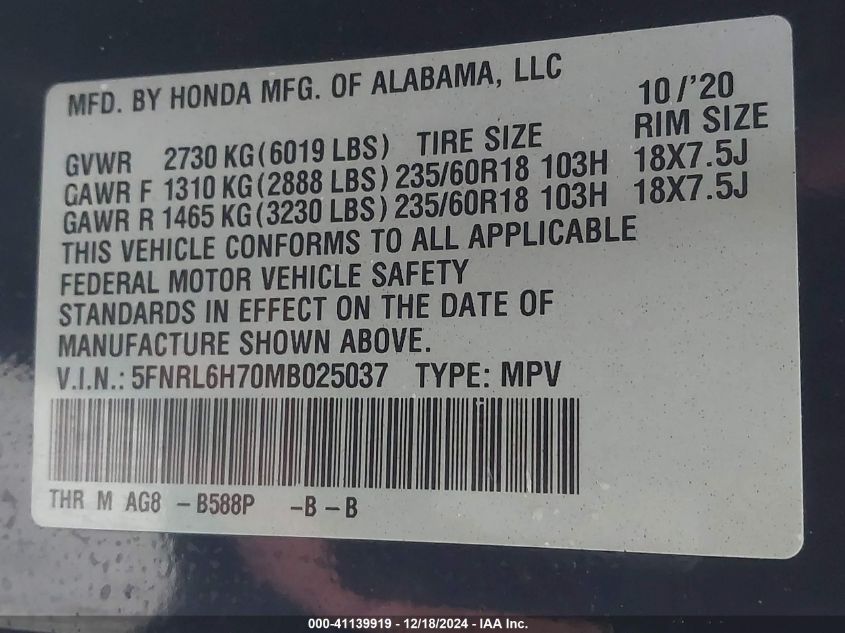 MFD. BY HONDA MFG. OF ALABAMA, LLC 10/'20
GVWR 2730 KG(6019 LBS) TIRE SIZE RIM SIZE
GAWR F 1310 KG(2888 LBS) 235/60R18 103H 18X7.5J
GAWR R 1465 KG(3230 LBS) 235/60R18 103H 18X7.5J
THIS VEHICLE CONFORMS TO ALL APPLICABLE
FEDERAL MOTOR VEHICLE SAFETY
STANDARDS IN EFFECT ON THE DATE OF
MANUFACTURE SHOWN ABOVE.
V.I.N.: 5FNRL6H70MB025037 TYPE: MPV
THR M AG8 -B588P -B-B
000-41139919 - 12/18/2024 - IAA Inc.